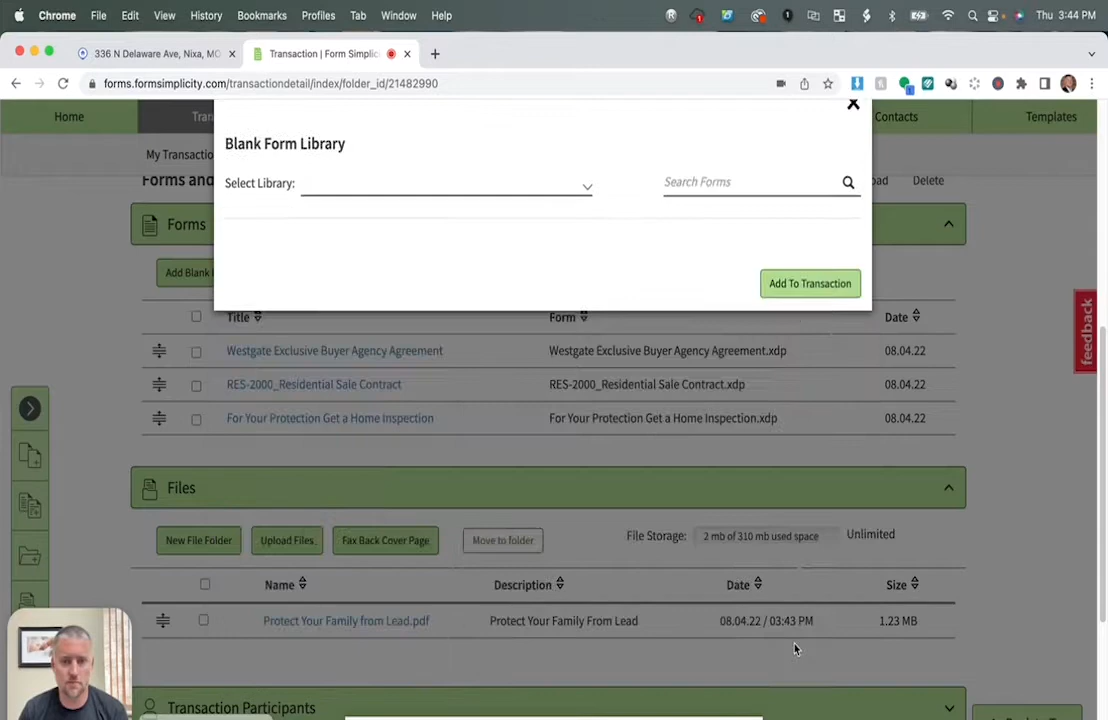 Chrome File Edit View History Bookmarks Profiles Tab Window Help Thu 3:44 PM
336 N Delaware Ave, Nixa, MO Transaction | Form Simplic
forms.formsimplicity.com/transactiondetail/index/folder_id/21482990
Home Tran Contacts Templates
My Transactio
Blank Form Library
Forms and oad Delete
Select Library: Search Forms
Forms
Add Blank Add To Transaction
Title Form Date
Westgate Exclusive Buyer Agency Agreement Westgate Exclusive Buyer Agency Agreement.xdp 08.04.22
RES-2000_Residential Sale Contract RES-2000_Residential Sale Contract.xdp 08.04.22
For Your Protection Get a Home Inspection For Your Protection Get a Home Inspection.xdp 08.04.22
feedback
Files
New File Folder Upload Files Fax Back Cover Page Move to folder File Storage: 2 mb of 310 mb used space Unlimited
Name Description Date Size
Protect Your Family from Lead.pdf Protect Your Family From Lead 08.04.22 / 03:43 PM 1.23 MB
Transaction Participants